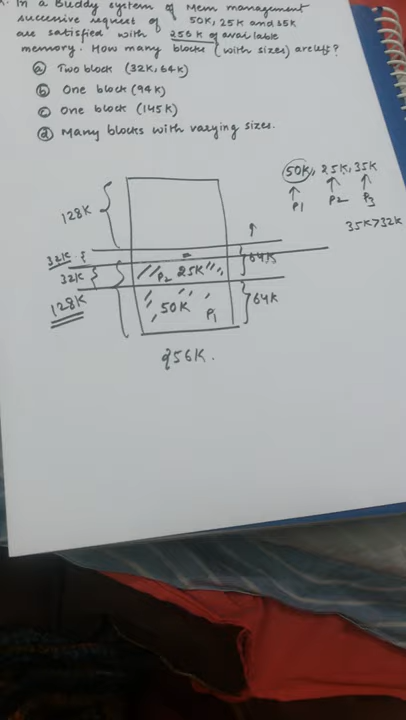 In a Buddy system of Mem management
successive request of 50K, 25K and 35K
are satisfied with 256K of available
memory. How many blocks (with sizes) are left?
(a) Two block (32K, 64K)
(b) One block (94K)
(c) One block (145K)
(d) Many blocks with varying sizes.
50K, 25K, 35K
P1 P2 P3
35K>32K
128K
32K
64K
32K
P2 25K
128K
50K P1
64K
256K.